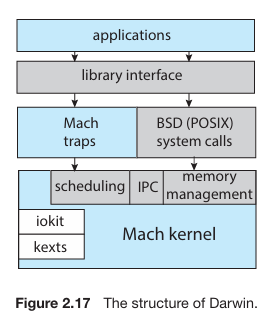 applications
library interface
Mach
traps
BSD (POSIX)
system calls
scheduling
IPC
memory
management
iokit
kexts
Mach kernel
Figure 2.17 The structure of Darwin.